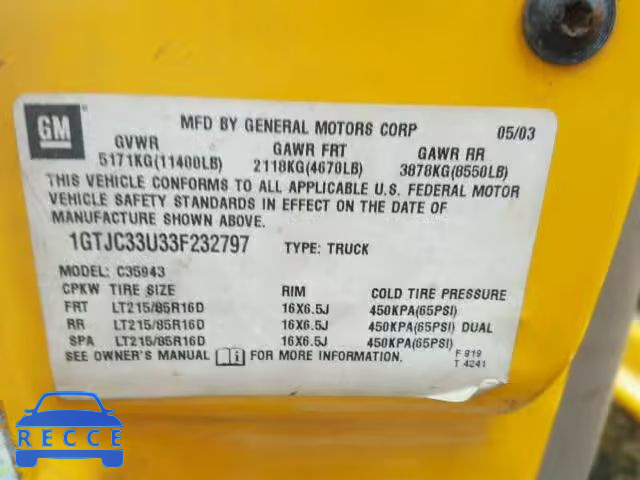 GM
MFD BY GENERAL MOTORS CORP 05/03
GVWR GAWR FRT GAWR RR
5171KG(11400LB) 2118KG(4670LB) 3878KG(8550LB)
THIS VEHICLE CONFORMS TO ALL APPLICABLE U.S. FEDERAL MOTOR
VEHICLE SAFETY STANDARDS IN EFFECT ON THE DATE OF
MANUFACTURE SHOWN ABOVE.
1GTJC33U33F232797 TYPE: TRUCK
MODEL: C35943
CPKW TIRE SIZE RIM COLD TIRE PRESSURE
FRT LT215/85R16D 16X6.5J 450KPA(65PSI)
RR LT215/85R16D 16X6.5J 450KPA(65PSI) DUAL
SPA LT215/85R16D 16X6.5J 450KPA(65PSI)
SEE OWNER'S MANUAL FOR MORE INFORMATION. F 819
T 4241
RECCE